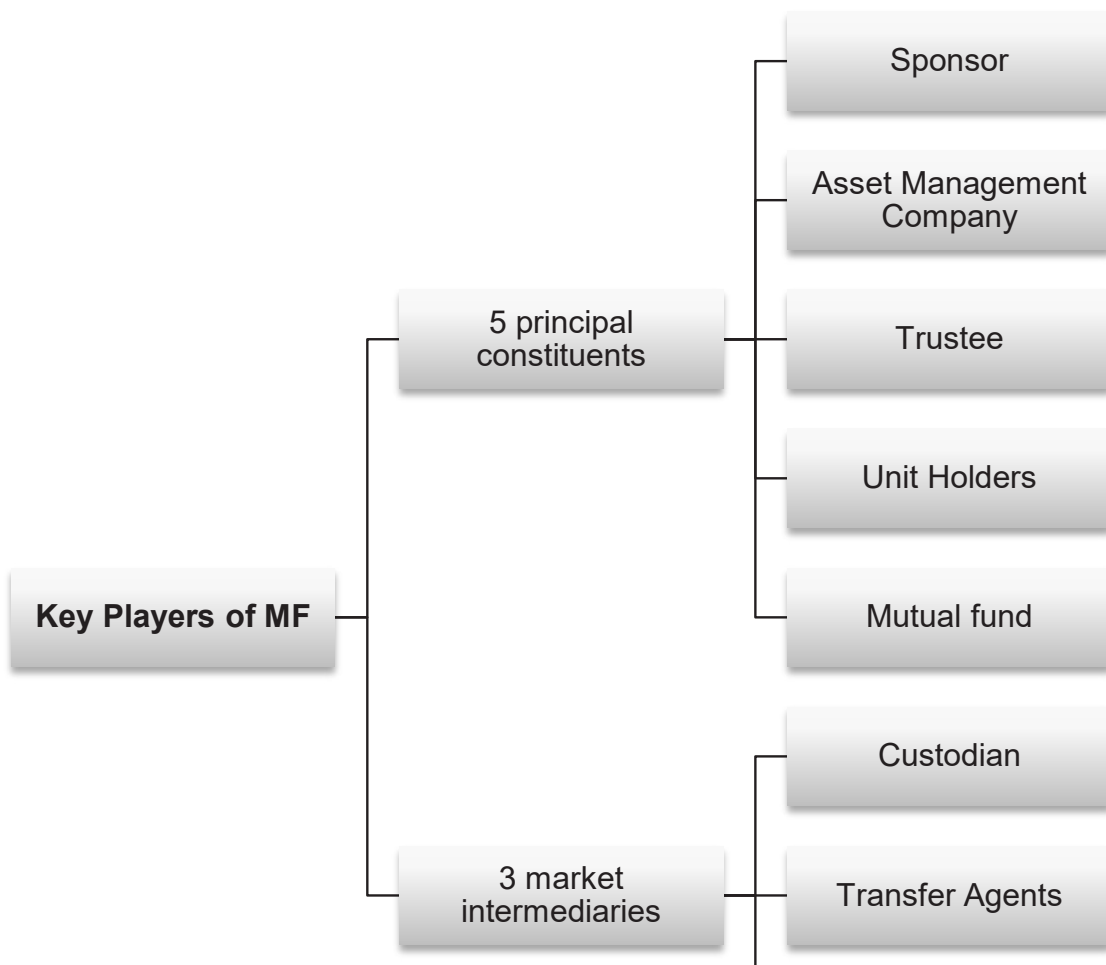 Key Players of MF
5 principal
constituents
Sponsor
Asset Management
Company
Trustee
Unit Holders
Mutual fund
3 market
intermediaries
Custodian
Transfer Agents